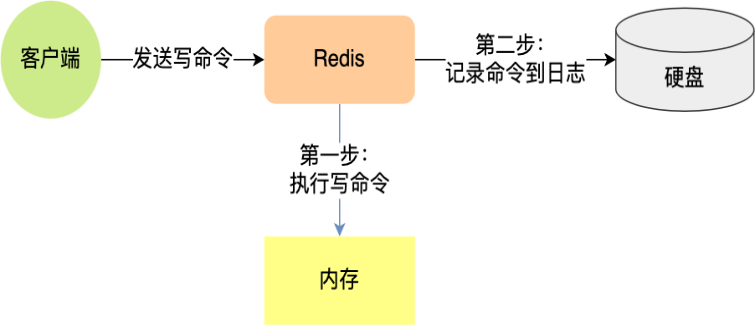 客户端
发送写命令
Redis
第二步：
记录命令到日志
硬盘
第一步：
执行写命令
内存